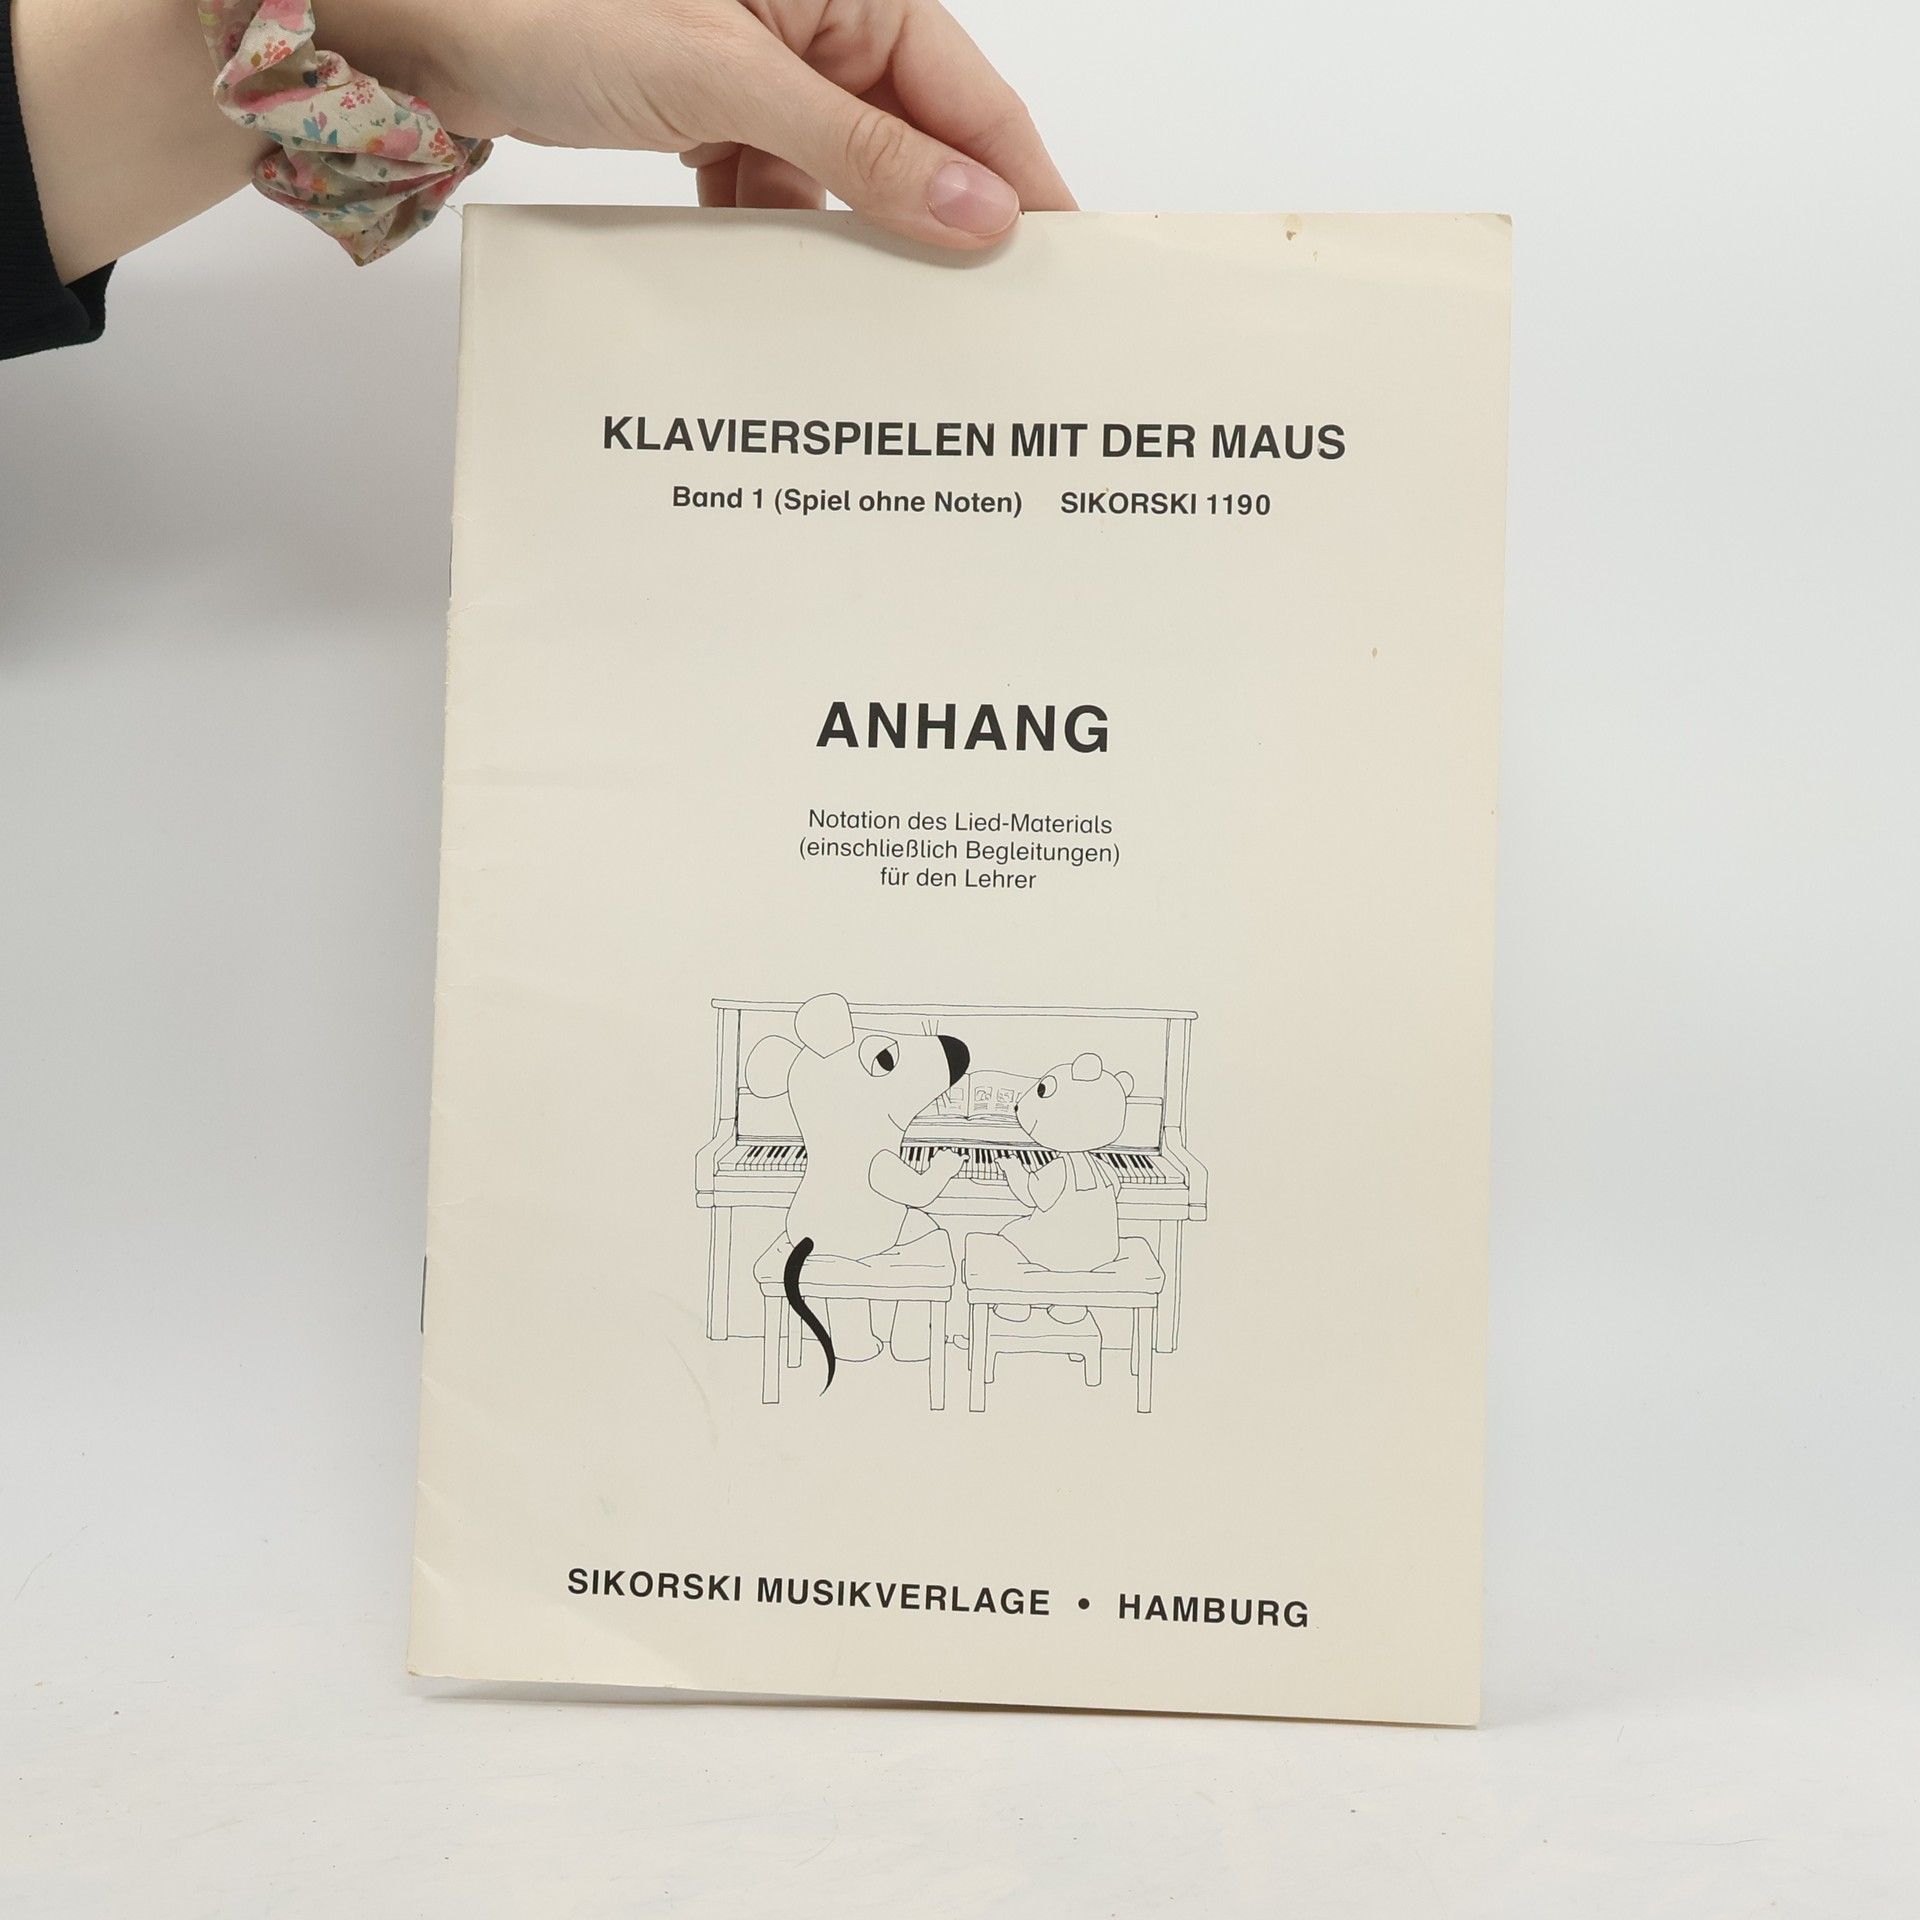 KLAVIERSPIELEN MIT DER MAUS
Band 1 (Spiel ohne Noten) SIKORSKI 1190
ANHANG
Notation des Lied-Materials
(einschließlich Begleitungen)
für den Lehrer
SIKORSKI MUSIKVERLAGE • HAMBURG